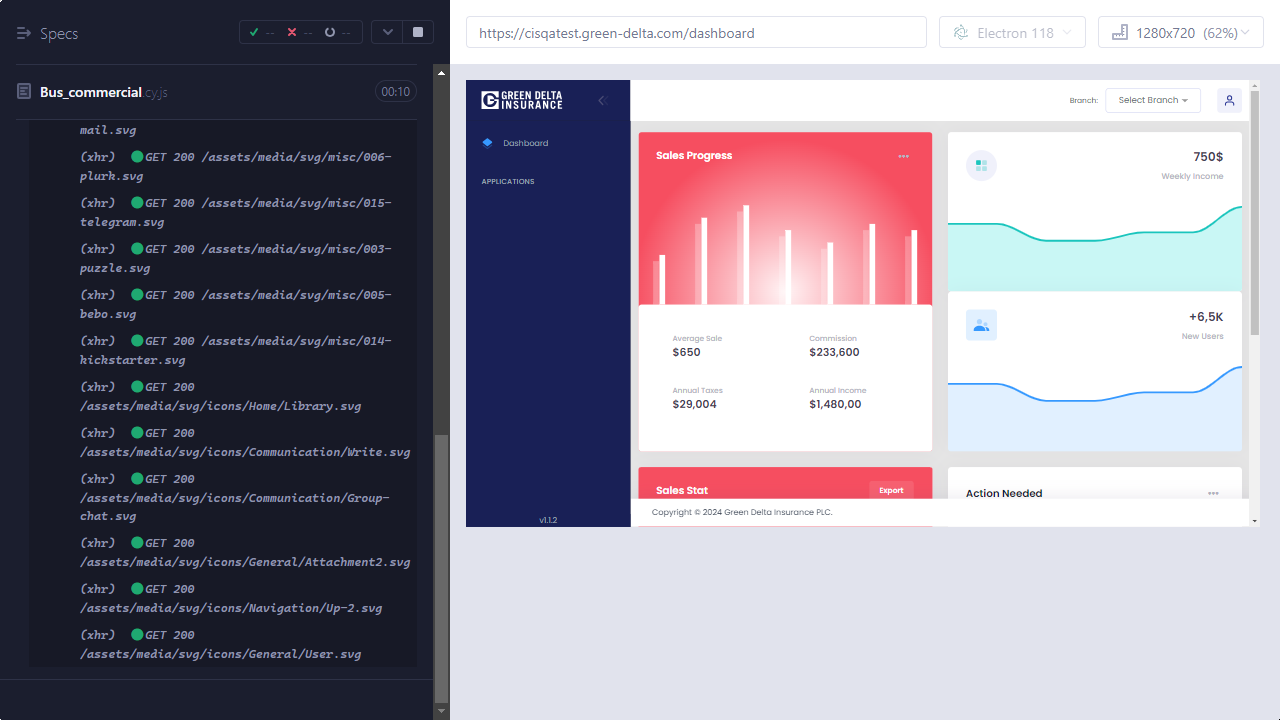 Specs
-- -- --
https://cisqatest.green-delta.com/dashboard
Electron 118
1280x720 (62%)
Bus_commercial.cy.js
00:10
mail.svg
(xhr) GET 200 /assets/media/svg/misc/006-
plurk.svg
(xhr) GET 200 /assets/media/svg/misc/015-
telegram.svg
(xhr) GET 200 /assets/media/svg/misc/003-
puzzle.svg
(xhr) GET 200 /assets/media/svg/misc/005-
bebo.svg
(xhr) GET 200 /assets/media/svg/misc/014-
kickstarter.svg
(xhr) GET 200
/assets/media/svg/icons/Home/Library.svg
(xhr) GET 200
/assets/media/svg/icons/Communication/Write.svg
(xhr) GET 200
/assets/media/svg/icons/Communication/Group-
chat.svg
(xhr) GET 200
/assets/media/svg/icons/General/Attachment2.svg
(xhr) GET 200
/assets/media/svg/icons/Navigation/Up-2.svg
(xhr) GET 200
/assets/media/svg/icons/General/User.svg
GREEN DELTA
INSURANCE
Dashboard
APPLICATIONS
v1.1.2
Branch:
Select Branch
Sales Progress
Average Sale
$650
Commission
$233,600
Annual Taxes
$29,004
Annual Income
$1,480,00
750$
Weekly Income
+6,5K
New Users
Sales Stat
Export
Action Needed
Copyright © 2024 Green Delta Insurance PLC.